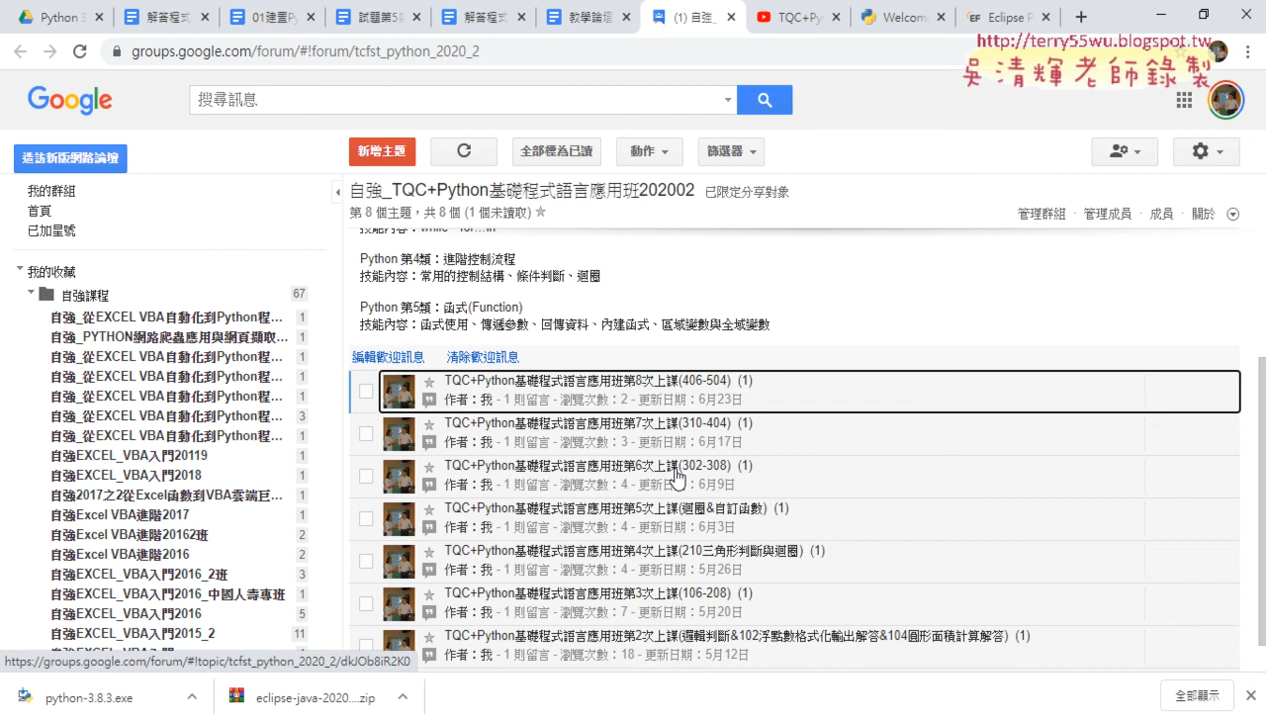 Python 3
解答程式
01建置Py
試題第5類
解答程式
教學論壇
(1) 自強_
TQC+Py
Welcom
Eclipse P
groups.google.com/forum/#!forum/tcfst_python_2020_2
http://terry55wu.blogspot.tw
吳清輝老師錄製
Google
搜尋訊息
造訪新版網路論壇
新增主題
全部標為已讀
動作
篩選器
我的群組
首頁
已加星號
自強_TQC+Python基礎程式語言應用班202002 已限定分享對象
第 8 個主題，共 8 個 (1 個未讀取)
管理群組 · 管理成員 · 成員 · 關於
技能內容：while、for...in
Python 第4類：進階控制流程
技能內容：常用的控制結構、條件判斷、迴圈
Python 第5類：函式(Function)
技能內容：函式使用、傳遞參數、回傳資料、內建函式、區域變數與全域變數
編輯歡迎訊息 清除歡迎訊息
我的收藏
自強課程 67
自強_從EXCEL VBA自動化到Python程... 1
自強_PYTHON網路爬蟲應用與網頁擷取... 1
自強_從EXCEL VBA自動化到Python程... 1
自強_從EXCEL VBA自動化到Python程... 1
自強_從EXCEL VBA自動化到Python程... 1
自強_從EXCEL VBA自動化到Python程... 3
自強_從EXCEL VBA自動化到Python程... 1
自強EXCEL_VBA入門20119 1
自強EXCEL_VBA入門2018 1
自強2017之2從Excel函數到VBA雲端巨... 1
自強Excel VBA進階2017 1
自強Excel VBA進階20162班 2
自強Excel VBA進階2016 2
自強EXCEL_VBA入門2016_2班 3
自強EXCEL_VBA入門2016_中國人壽專班 1
自強EXCEL_VBA入門2016 5
自強EXCEL_VBA入門2015_2 11
TQC+Python基礎程式語言應用班第8次上課(406-504) (1)
作者：我 - 1 則留言 - 瀏覽次數：2 - 更新日期：6月23日
TQC+Python基礎程式語言應用班第7次上課(310-404) (1)
作者：我 - 1 則留言 - 瀏覽次數：3 - 更新日期：6月17日
TQC+Python基礎程式語言應用班第6次上課(302-308) (1)
作者：我 - 1 則留言 - 瀏覽次數：4 - 更新日期：6月9日
TQC+Python基礎程式語言應用班第5次上課(迴圈&自訂函數) (1)
作者：我 - 1 則留言 - 瀏覽次數：4 - 更新日期：6月3日
TQC+Python基礎程式語言應用班第4次上課(210三角形判斷與迴圈) (1)
作者：我 - 1 則留言 - 瀏覽次數：4 - 更新日期：5月26日
TQC+Python基礎程式語言應用班第3次上課(106-208) (1)
作者：我 - 1 則留言 - 瀏覽次數：7 - 更新日期：5月20日
TQC+Python基礎程式語言應用班第2次上課(邏輯判斷&102浮點數格式化輸出解答&104圓形面積計算解答) (1)
作者：我 - 1 則留言 - 瀏覽次數：18 - 更新日期：5月12日
https://groups.google.com/forum/#!topic/tcfst_python_2020_2/dkJOb8iR2K0
python-3.8.3.exe
eclipse-java-2020....zip
全部顯示